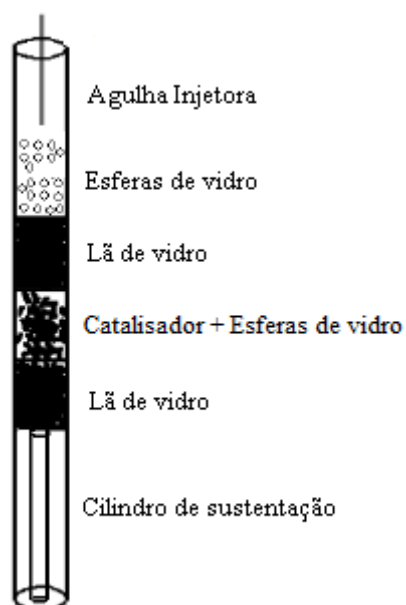 Agulha Injetora
Esferas de vidro
Lã de vidro
Catalisador + Esferas de vidro
Lã de vidro
Cilindro de sustentação